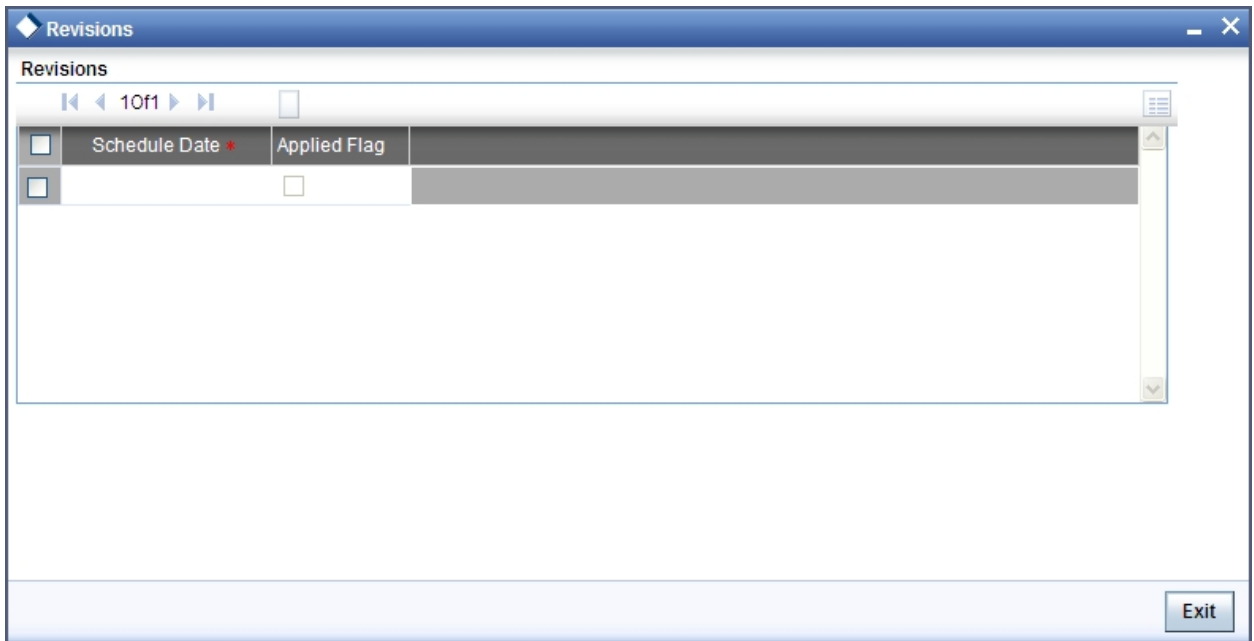 Revisions
Revisions
1Of1
Schedule Date * Applied Flag
Exit